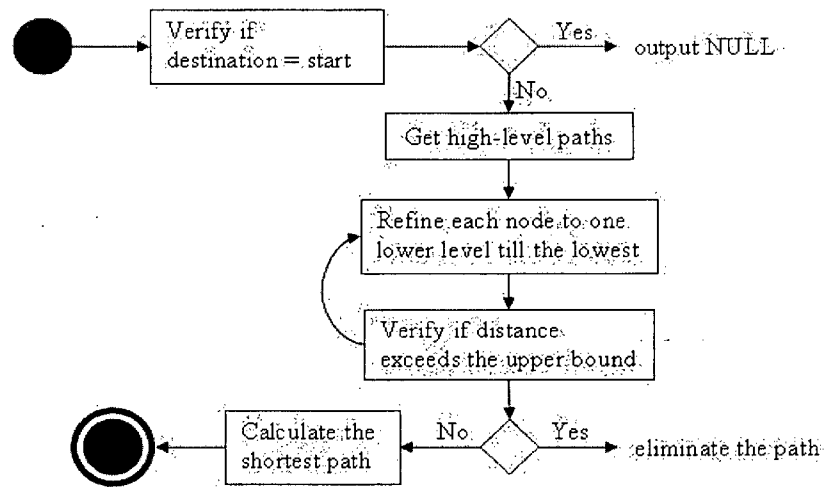 Verify if
destination = start
Yes
output NULL
No
Get high-level paths
Refine each node to one
lower level till the lowest
Verify if distance
exceeds the upper bound
Calculate the
shortest path
No
Yes
eliminate the path